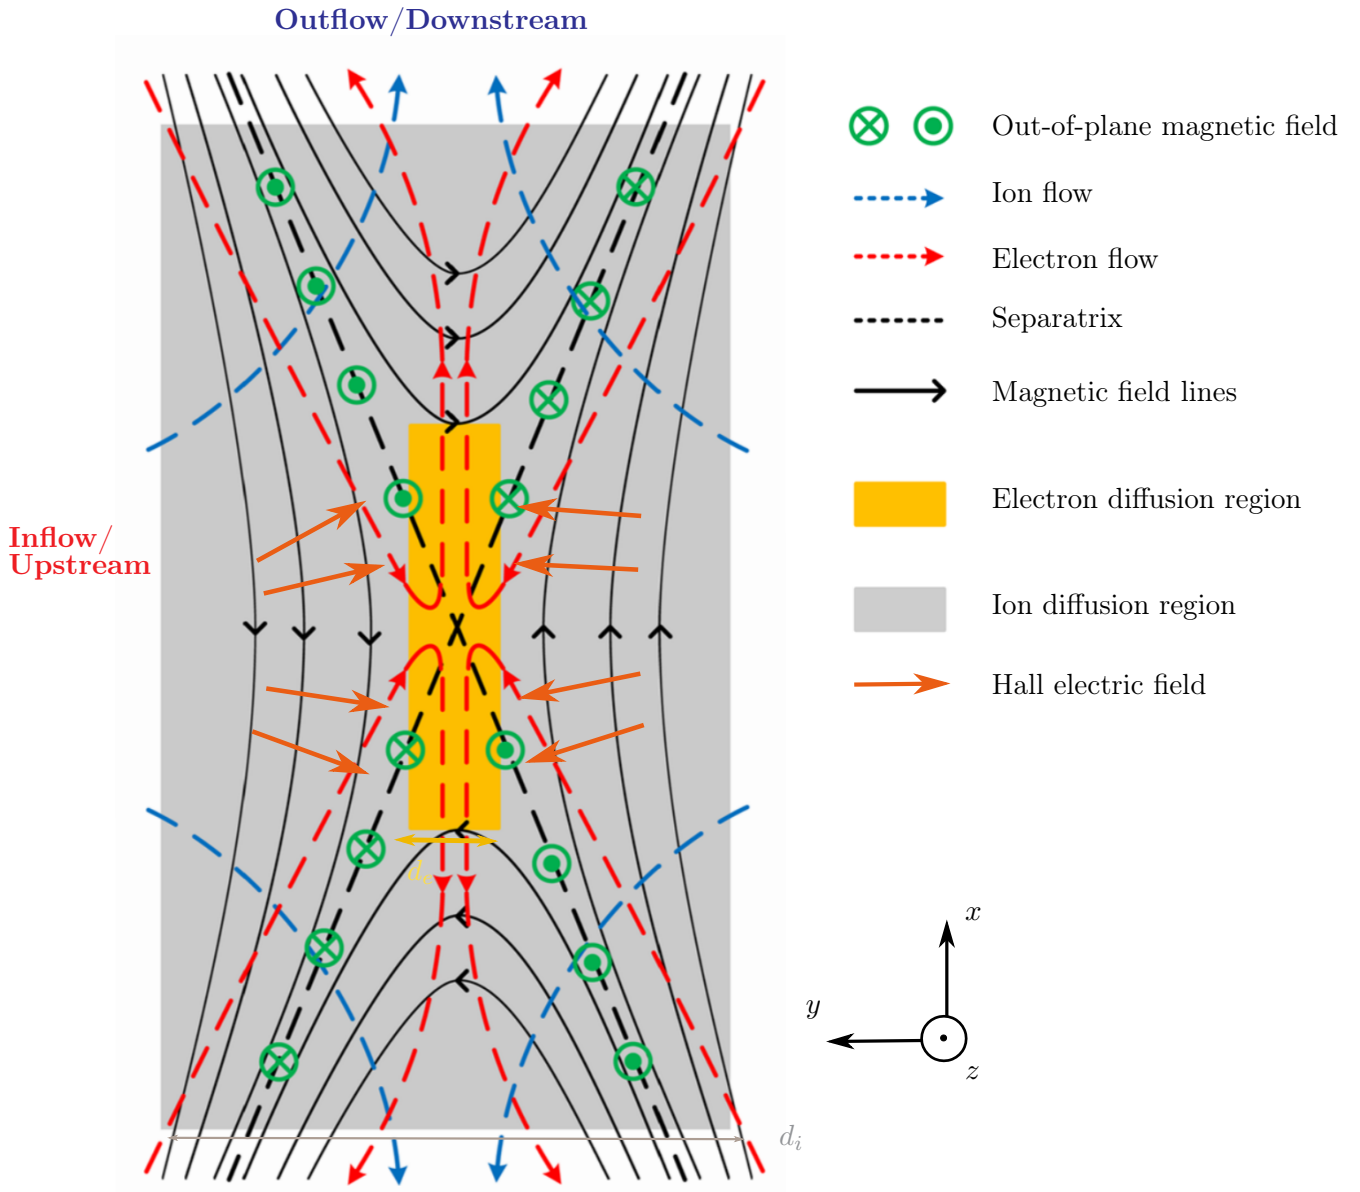 Outflow/Downstream
Out-of-plane magnetic field
Ion flow
Electron flow
Separatrix
Magnetic field lines
Electron diffusion region
Inflow/
Upstream
Ion diffusion region
Hall electric field
X
d_e
x
y
z
d_i